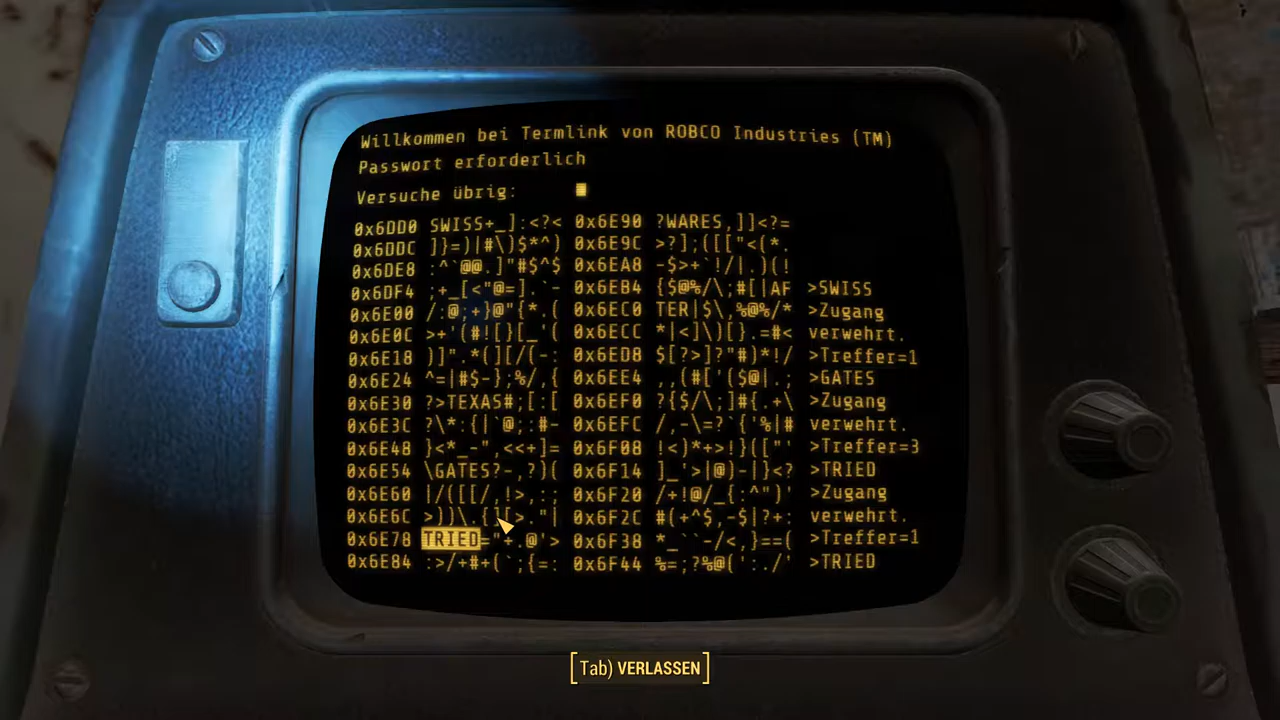 Willkommen bei Termlink von ROBCO Industries (TM)
Passwort erforderlich
Versuche übrig: ■
0x6DD0 SWISS+_]:<?< 0x6E90 ?WARES,]]<?=
0x6DDC ]}=)|#\)$*^) 0x6E9C >?];([["<(*.
0x6DE8 :^`@@.]"#$^$ 0x6EA8 -$>+`!/|.)(!
0x6DF4 ;+_[<"@=].`- 0x6EB4 {$@%/\;#[|AF >SWISS
0x6E00 /:@;+}@"{*.( 0x6EC0 TER|$\,%@%/* >Zugang
0x6E0C >+'(#![}[_'( 0x6ECC *|<]\)[}.=#< verwehrt.
0x6E18 )]".*(][/{-: 0x6ED8 $[?>]?"#)*!/ >Treffer=1
0x6E24 ^=|#$-};%/,{ 0x6EE4 ,,(#['($@|.; >GATES
0x6E30 ?>TEXAS#;[:[ 0x6EF0 ?{$/\;]#{.+\ >Zugang
0x6E3C ?\*:{|`@;:#- 0x6EFC /,-\=?`{'%|# verwehrt.
0x6E48 }<*_-",<<+]= 0x6F08 !<)*+>!}(["' >Treffer=3
0x6E54 \GATES?-,?)( 0x6F14 ]_'>|@)-|}<? >TRIED
0x6E60 |/([[/,!>,:; 0x6F20 /+!@/_{:^")' >Zugang
0x6E6C >))\.{][>."| 0x6F2C #(+^$,-$|?+: verwehrt.
0x6E78 TRIED="+.@'> 0x6F38 *_``-/<,}==( >Treffer=1
0x6E84 :>/+#+(`;{=: 0x6F44 %=;?%@(':./' >TRIED
[Tab) VERLASSEN]